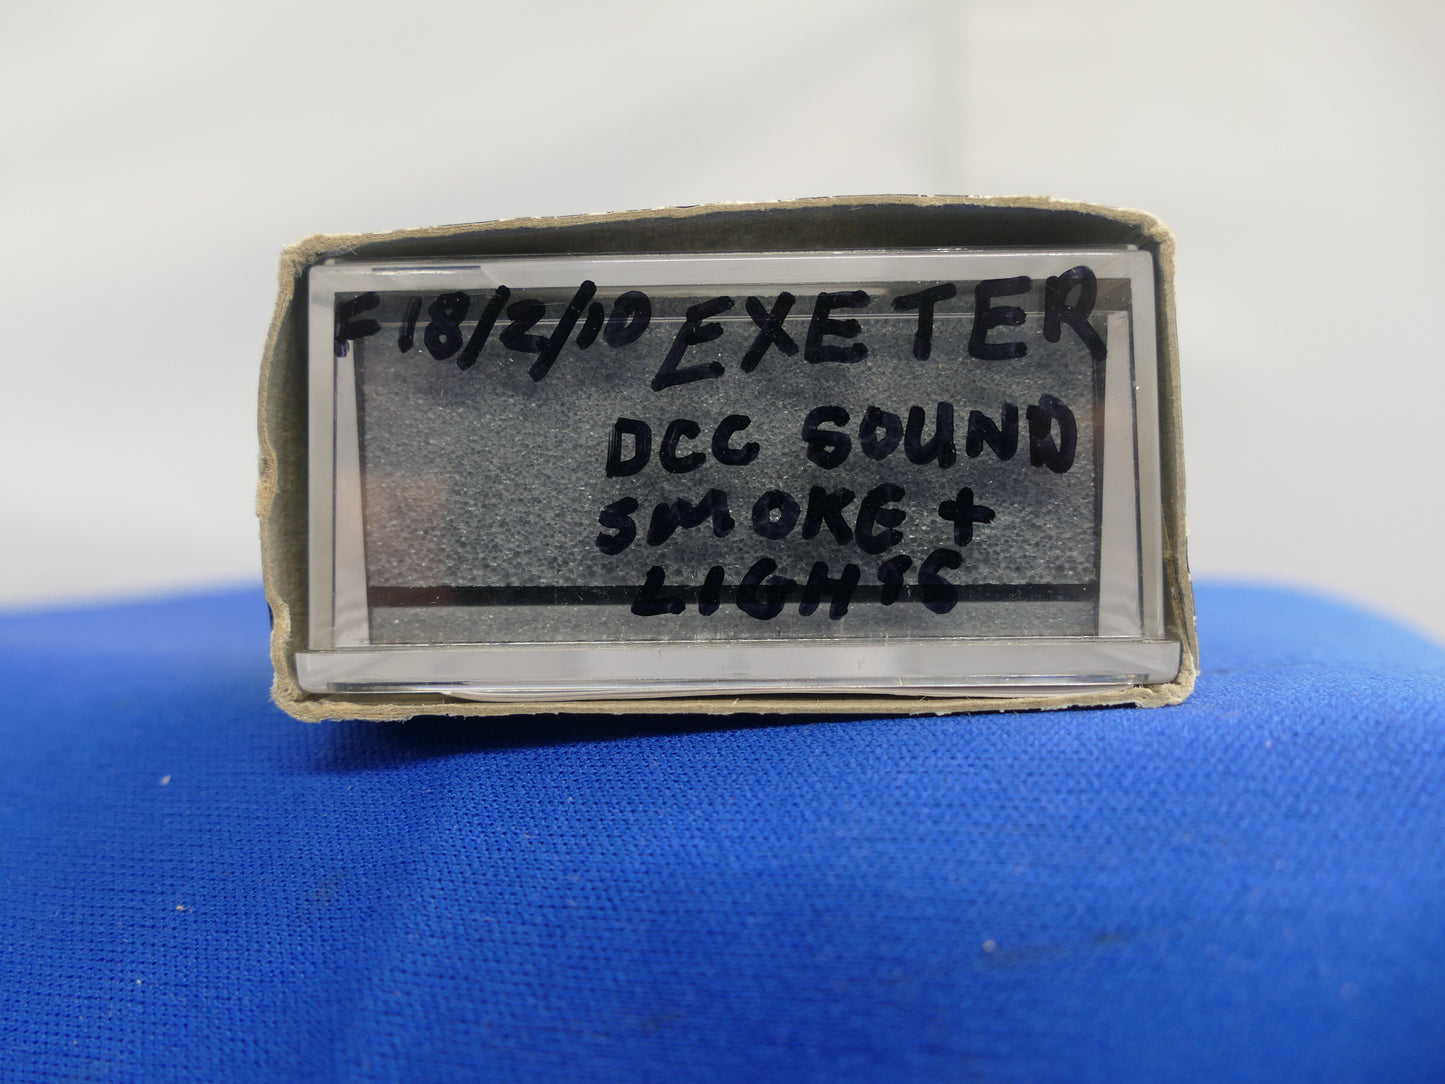 F 18/2/10 EXETER
DCC SOUND
SMOKE +
LIGHTS